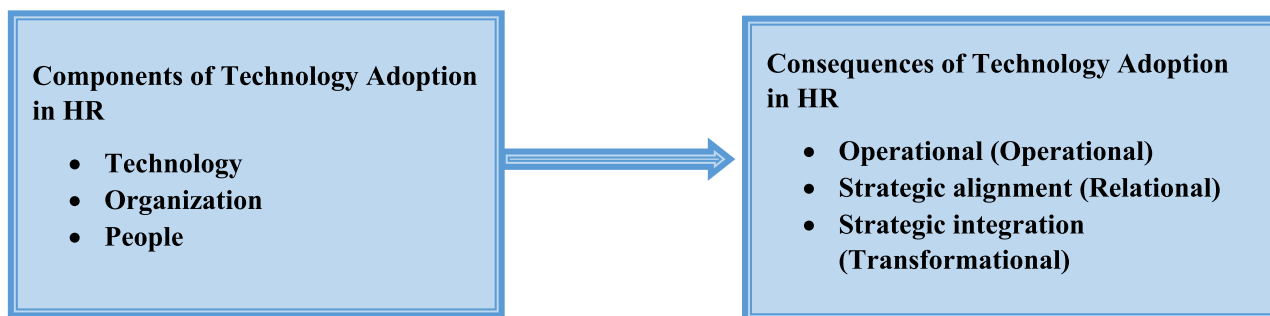 Components of Technology Adoption
in HR
• Technology
• Organization
• People
Consequences of Technology Adoption
in HR
• Operational (Operational)
• Strategic alignment (Relational)
• Strategic integration
(Transformational)